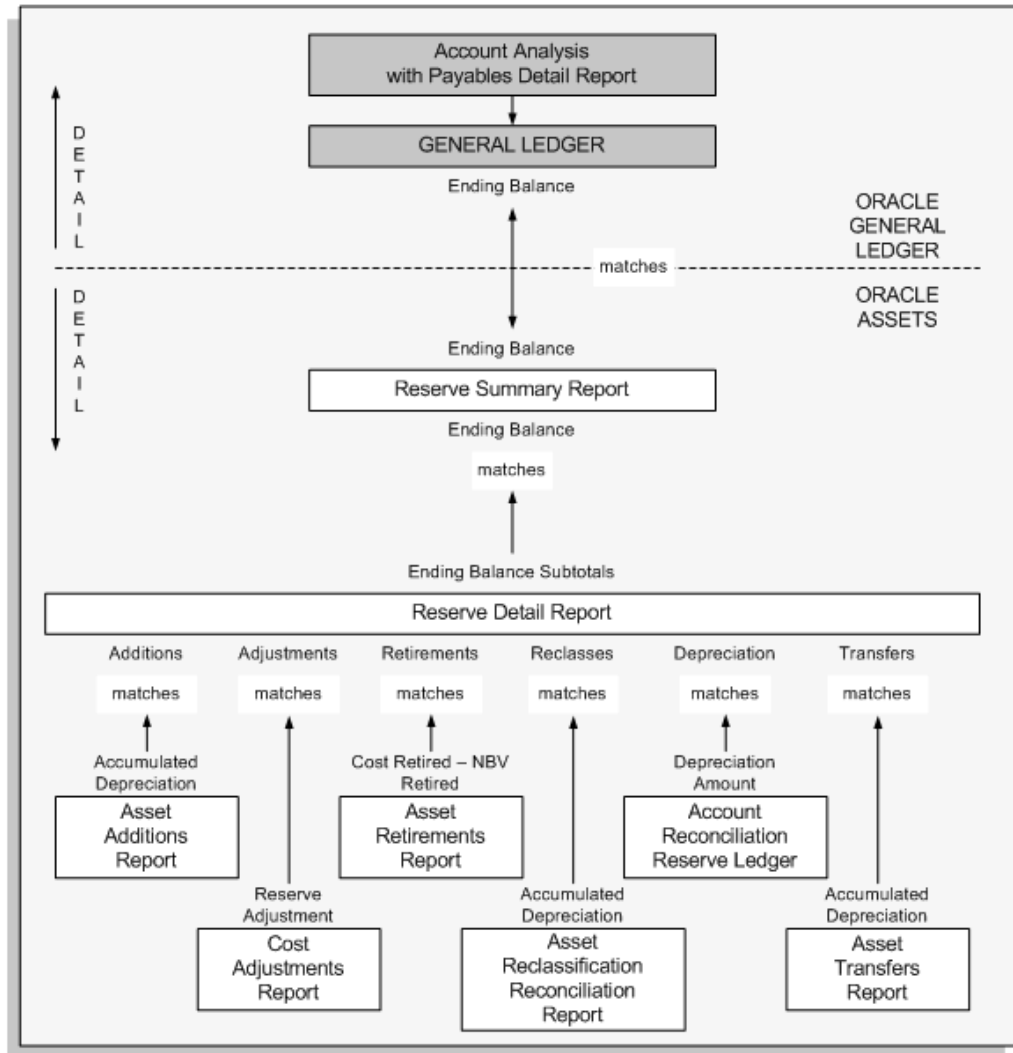 Account Analysis
with Payables Detail Report
GENERAL LEDGER
Ending Balance
DETAIL
ORACLE
GENERAL
LEDGER
matches
DETAIL
ORACLE
ASSETS
Ending Balance
Reserve Summary Report
Ending Balance
matches
Ending Balance Subtotals
Reserve Detail Report
Additions Adjustments Retirements Reclasses Depreciation Transfers
matches matches matches matches matches matches
Accumulated
Depreciation
Asset
Additions
Report
Reserve
Adjustment
Cost
Adjustments
Report
Cost Retired – NBV
Retired
Asset
Retirements
Report
Accumulated
Depreciation
Asset
Reclassification
Reconciliation
Report
Depreciation
Amount
Account
Reconciliation
Reserve Ledger
Accumulated
Depreciation
Asset
Transfers
Report